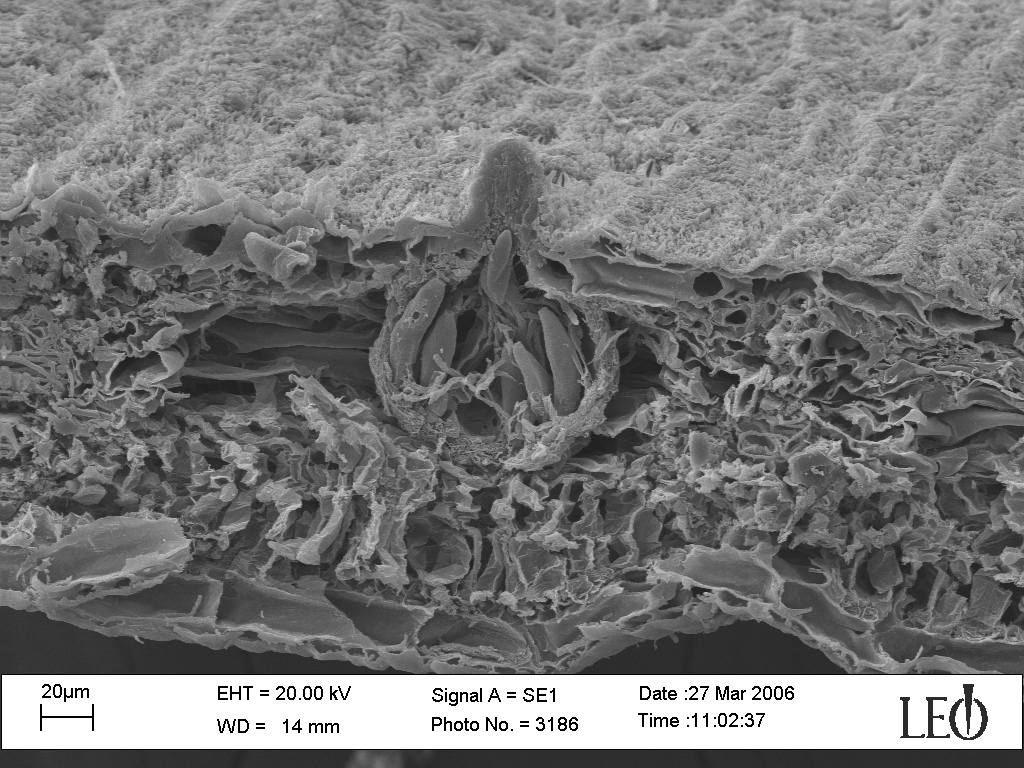 20µm
EHT = 20.00 kV
WD = 14 mm
Signal A = SE1
Photo No. = 3186
Date :27 Mar 2006
Time :11:02:37
LEO